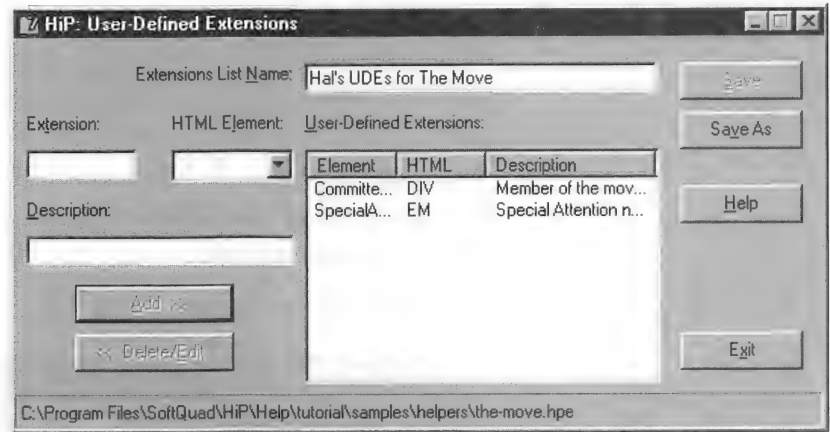 HiP: User-Defined Extensions
Extensions List Name: Hal's UDEs for The Move
Save
Extension: HTML Element: User-Defined Extensions:
Save As
Element HTML Description
Committe... DIV Member of the mov...
SpecialA... EM Special Attention n...
Description:
Help
Add >>
<< Delete/Edit
Exit
C:\Program Files\SoftQuad\HiP\Help\tutorial\samples\helpers\the-move.hpe